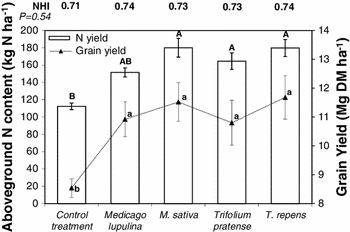 NHI 0.71 0.74 0.73 0.73 0.74
P=0.54
N yield
Grain yield
Aboveground N content (kg N ha⁻¹)
Grain Yield (Mg DM ha⁻¹)
200
180
160
140
120
100
80
60
40
20
0
14
13
12
11
10
9
8
B AB A A A
b a a a a
Control treatment
Medicago lupulina
M. sativa
Trifolium pratense
T. repens